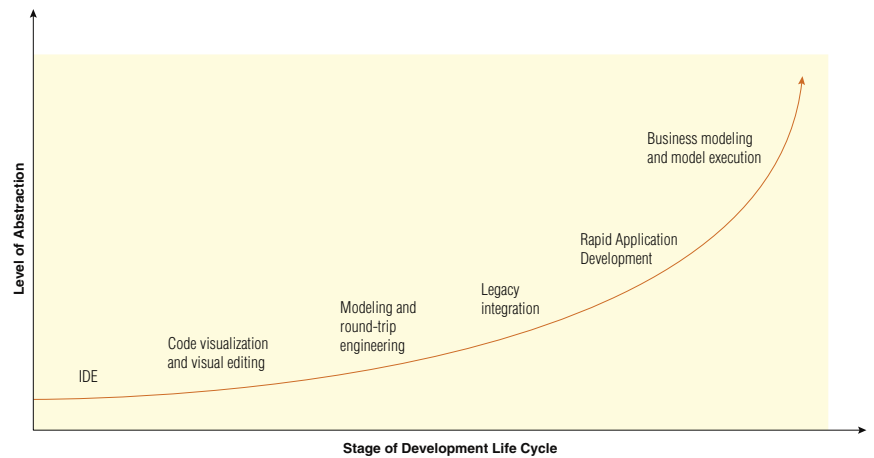 Level of Abstraction
Business modeling
and model execution
Rapid Application
Development
Legacy
integration
Modeling and
round-trip
engineering
Code visualization
and visual editing
IDE
Stage of Development Life Cycle